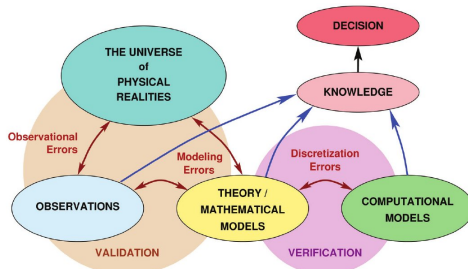 DECISION
THE UNIVERSE
of
PHYSICAL
REALITIES
KNOWLEDGE
Observational
Errors
Modeling
Errors
Discretization
Errors
OBSERVATIONS
THEORY /
MATHEMATICAL
MODELS
COMPUTATIONAL
MODELS
VALIDATION
VERIFICATION